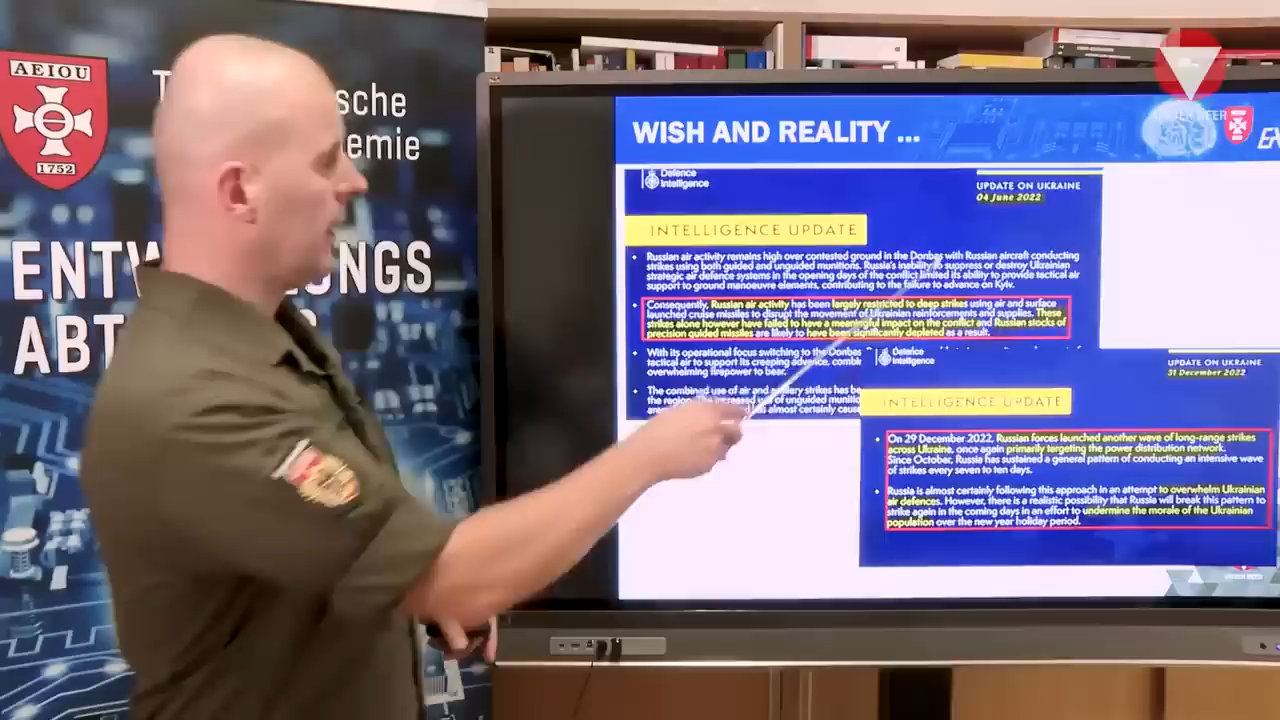 AEIOU
1752
sche
emie
ENTW
NGS
ABT
WISH AND REALITY ...
Defence
Intelligence
UPDATE ON UKRAINE
04 June 2022
INTELLIGENCE UPDATE
Russian air activity remains high over contested ground in the Donbas with Russian aircraft conducting
strikes using both guided and unguided munitions. Russia's inability to suppress or destroy Ukrainian
strategic air defence systems in the opening days of the conflict limited its ability to provide tactical air
support to ground manoeuvre elements, contributing to the failure to advance on Kyiv.
Consequently, Russian air activity has been largely restricted to deep strikes using air and surface
launched cruise missiles to disrupt the movement of Ukrainian reinforcements and supplies. These
strikes alone however have failed to have a meaningful impact on the conflict and Russian stocks of
precision guided missiles are likely to have been significantly depleted as a result.
With its operational focus switching to the Donbas
tactical air to support its creeping advance, combin
overwhelming firepower to bear.
The combined use of air and artillery strikes has be
the region. The increased use of unguided munitio
almost certainly cause
Defence
Intelligence
UPDATE ON UKRAINE
31 December 2022
INTELLIGENCE UPDATE
On 29 December 2022, Russian forces launched another wave of long-range strikes
across Ukraine, once again primarily targeting the power distribution network.
Since October, Russia has sustained a general pattern of conducting an intensive wave
of strikes every seven to ten days.
Russia is almost certainly following this approach in an attempt to overwhelm Ukrainian
air defences. However, there is a realistic possibility that Russia will break this pattern to
strike again in the coming days in an effort to undermine the morale of the Ukrainian
population over the new year holiday period.